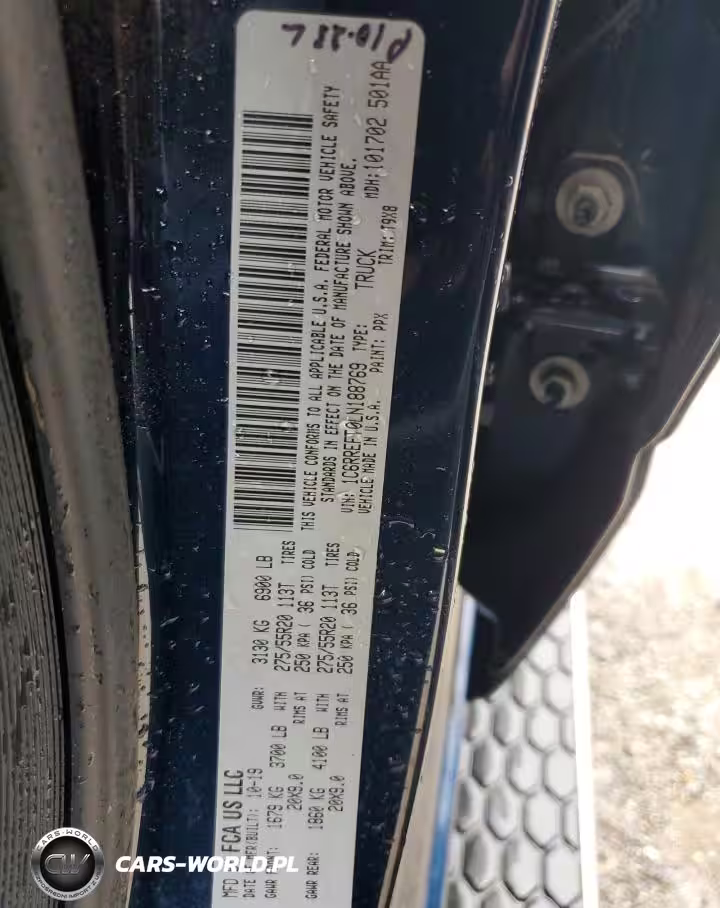 P10-28 L
MFD FCA US LLC
DATE OF MFR(BUILT): 10-19 GVWR: 3130 KG 6900 LB
GAWR FRONT: 1679 KG 3700 LB WITH 275/55R20 113T TIRES
20X9.0 RIMS AT 250 KPA ( 36 PSI) COLD
GAWR REAR: 1860 KG 4100 LB WITH 275/55R20 113T TIRES
20X9.0 RIMS AT 250 KPA ( 36 PSI) COLD
THIS VEHICLE CONFORMS TO ALL APPLICABLE U.S.A. FEDERAL MOTOR VEHICLE SAFETY
STANDARDS IN EFFECT ON THE DATE OF MANUFACTURE SHOWN ABOVE.
VIN: 1C6RREFT0LN188769 TYPE: TRUCK MDH: 101702 501AA
VEHICLE MADE IN U.S.A. PAINT: PPX TRIM: T9X8
CARS-WORLD
CW
CARS-WORLD.PL